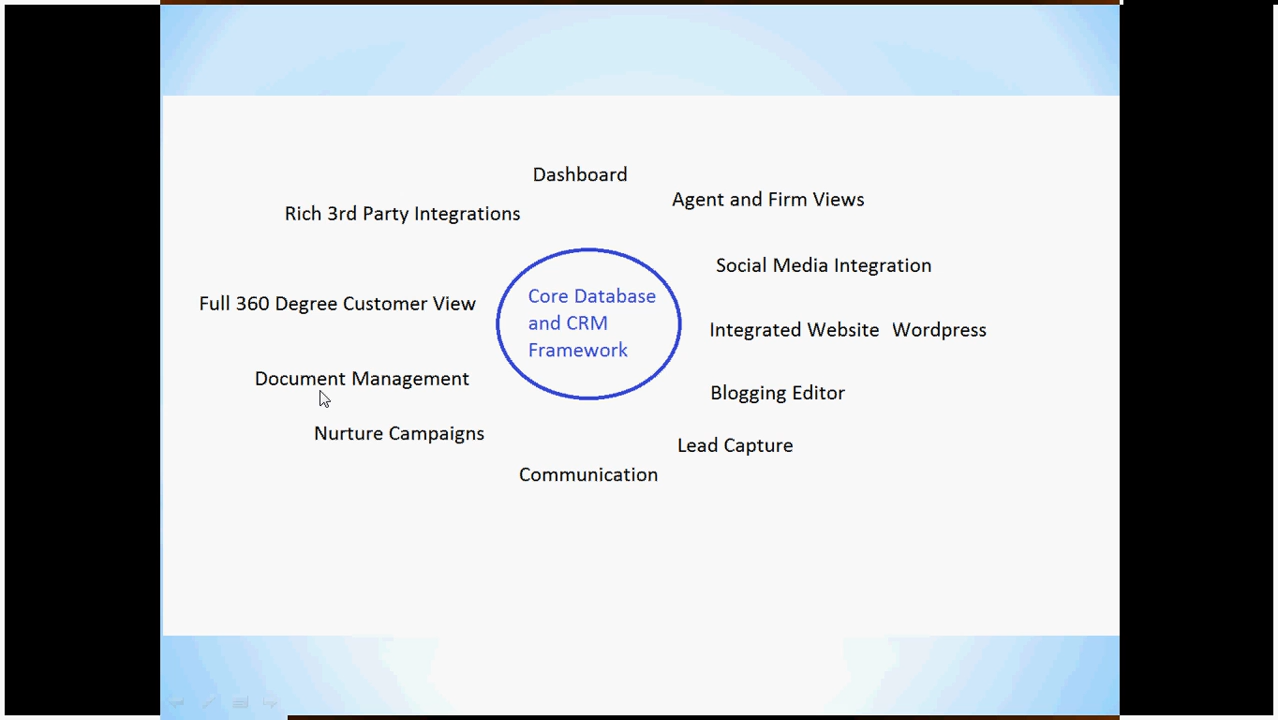 Dashboard
Agent and Firm Views
Rich 3rd Party Integrations
Social Media Integration
Full 360 Degree Customer View
Core Database
and CRM
Framework
Integrated Website  Wordpress
Document Management
Blogging Editor
Nurture Campaigns
Lead Capture
Communication